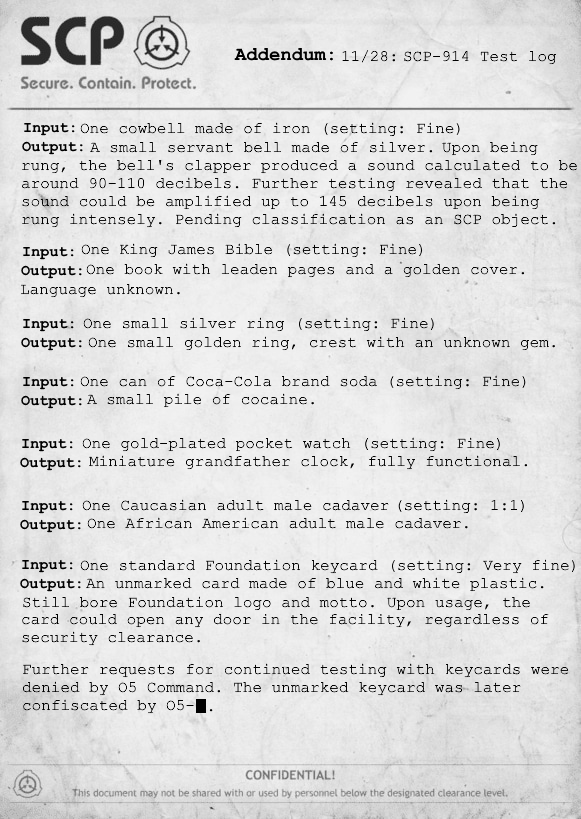 SCP
Secure. Contain. Protect.
Addendum: 11/28: SCP-914 Test log
Input: One cowbell made of iron (setting: Fine)
Output: A small servant bell made of silver. Upon being
rung, the bell's clapper produced a sound calculated to be
around 90-110 decibels. Further testing revealed that the
sound could be amplified up to 145 decibels upon being
rung intensely. Pending classification as an SCP object.
Input: One King James Bible (setting: Fine)
Output: One book with leaden pages and a golden cover.
Language unknown.
Input: One small silver ring (setting: Fine)
Output: One small golden ring, crest with an unknown gem.
Input: One can of Coca-Cola brand soda (setting: Fine)
Output: A small pile of cocaine.
Input: One gold-plated pocket watch (setting: Fine)
Output: Miniature grandfather clock, fully functional.
Input: One Caucasian adult male cadaver (setting: 1:1)
Output: One African American adult male cadaver.
Input: One standard Foundation keycard (setting: Very fine)
Output: An unmarked card made of blue and white plastic.
Still bore Foundation logo and motto. Upon usage, the
card could open any door in the facility, regardless of
security clearance.
Further requests for continued testing with keycards were
denied by O5 Command. The unmarked keycard was later
confiscated by O5-█.
CONFIDENTIAL!
This document may not be shared with or used by personnel below the designated clearance level.